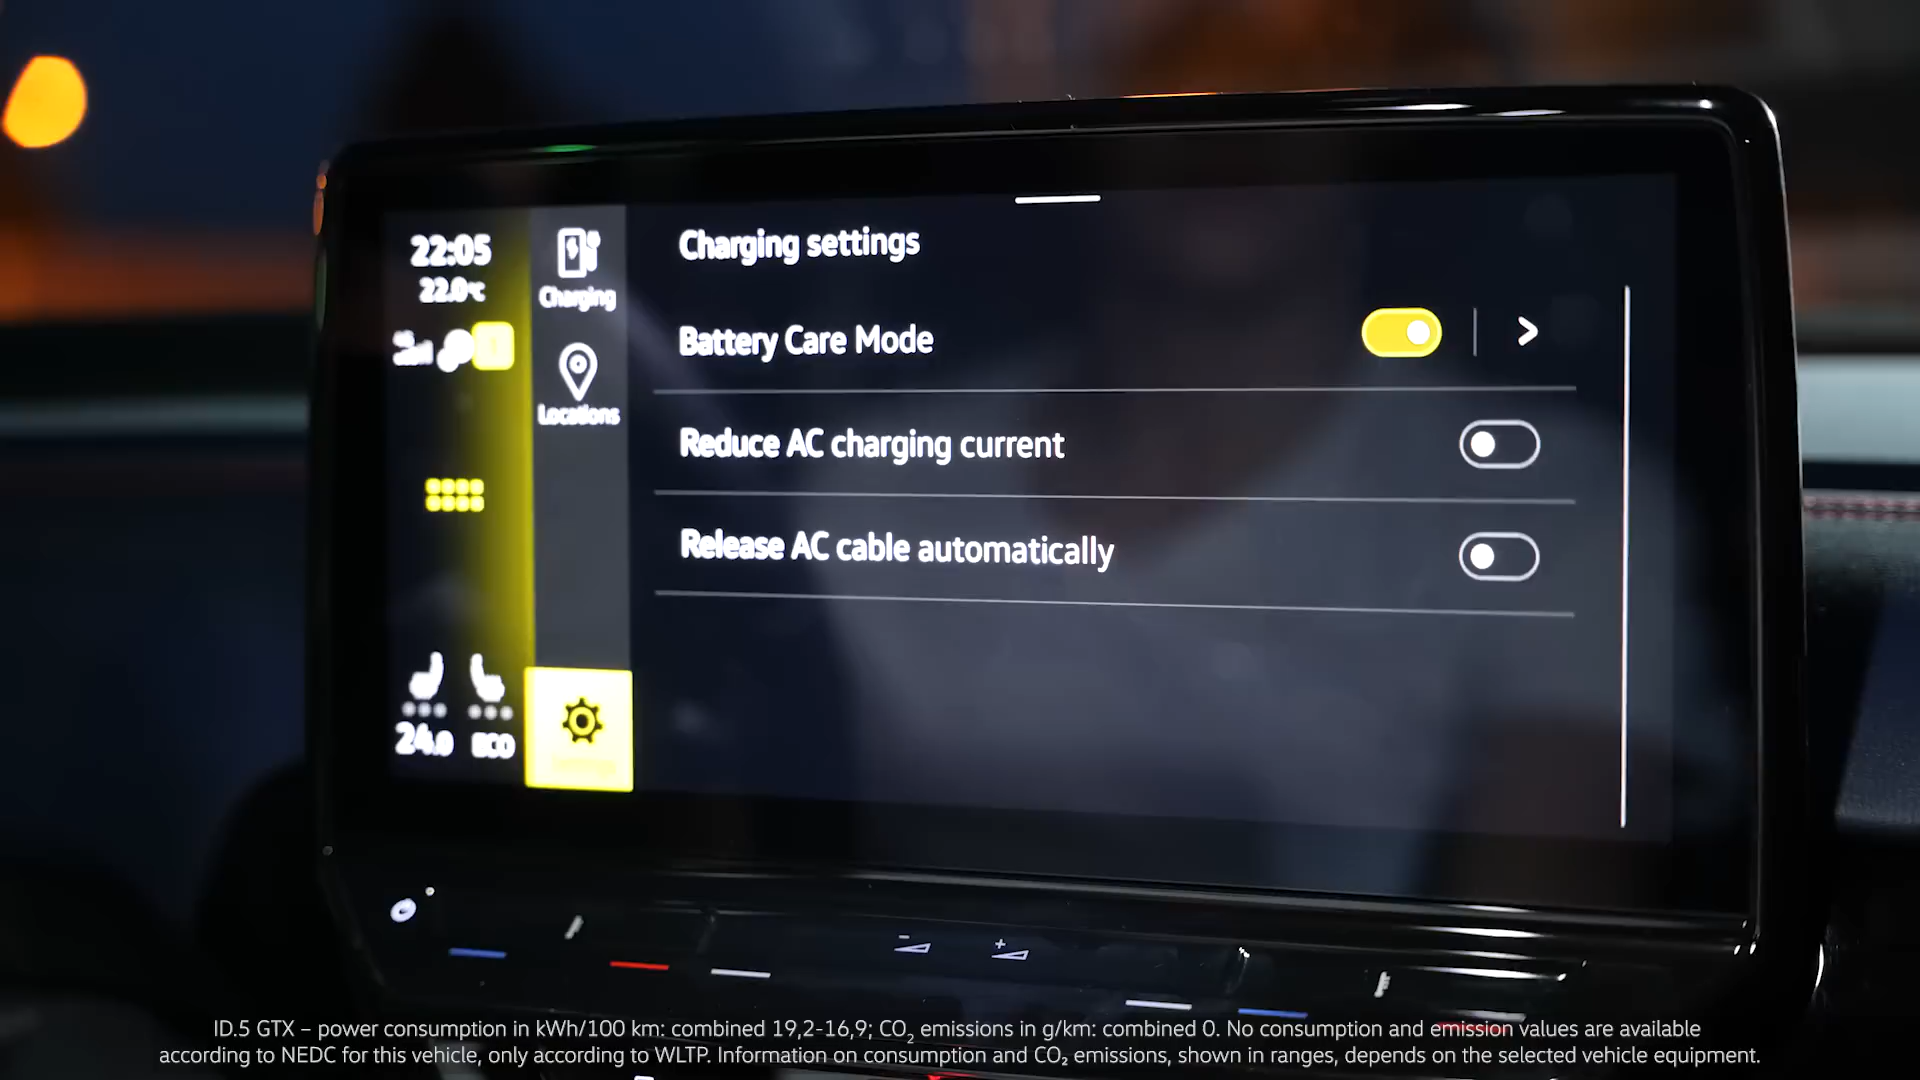 22:05
22.0°C
Charging
Locations
24.0
ECO
Charging settings
Battery Care Mode
Reduce AC charging current
Release AC cable automatically
ID.5 GTX – power consumption in kWh/100 km: combined 19,2-16,9; CO₂ emissions in g/km: combined 0. No consumption and emission values are available
according to NEDC for this vehicle, only according to WLTP. Information on consumption and CO₂ emissions, shown in ranges, depends on the selected vehicle equipment.